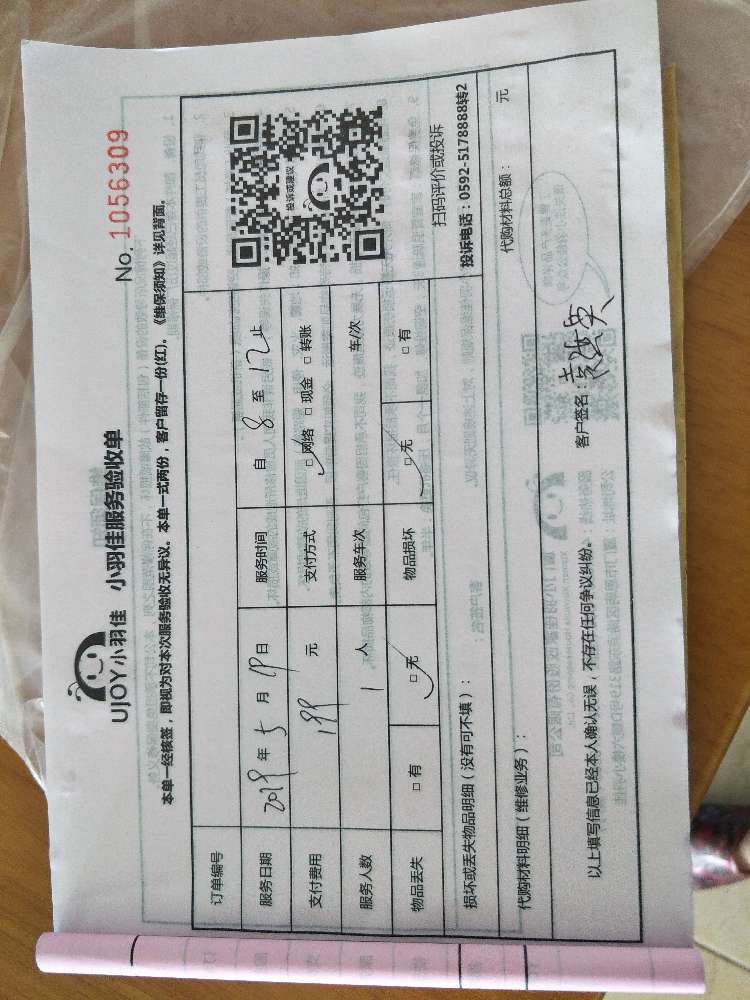 No. 1056309
UJOY小羽佳 小羽佳服务验收单
本单一经核签，即视为对本次服务验收无异议。本单一式两份，客户留存一份(红)。《维保须知》详见背面。
订单编号
服务日期 2019 年 5 月 19 日 服务时间 自 8 至 12 止
支付费用 199 元 支付方式 ☑网络 □现金 □转账
服务人数 1 人 服务车次 车/次
物品丢失 □有 ☑无 物品损坏 ☑无 □有
投诉或建议
扫码评价或投诉
投诉电话：0592-5178888转2
损坏或丢失物品明细（没有可不填）：
代购材料明细（维修业务）： 代购材料总额： 元
以上填写信息已经本人确认无误，不存在任何争议纠纷。 客户签名：